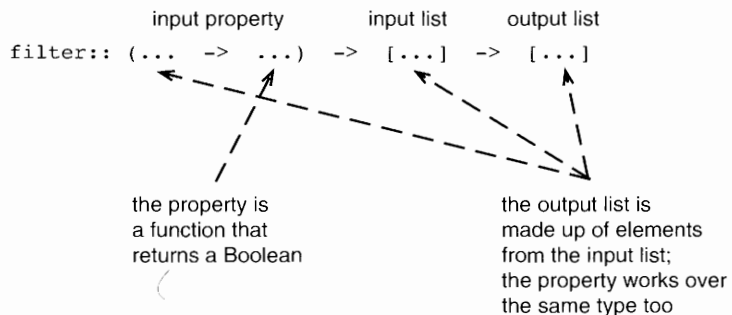 input property input list output list
filter:: (... -> ...) -> [...] -> [...]
the property is
a function that
returns a Boolean
the output list is
made up of elements
from the input list;
the property works over
the same type too